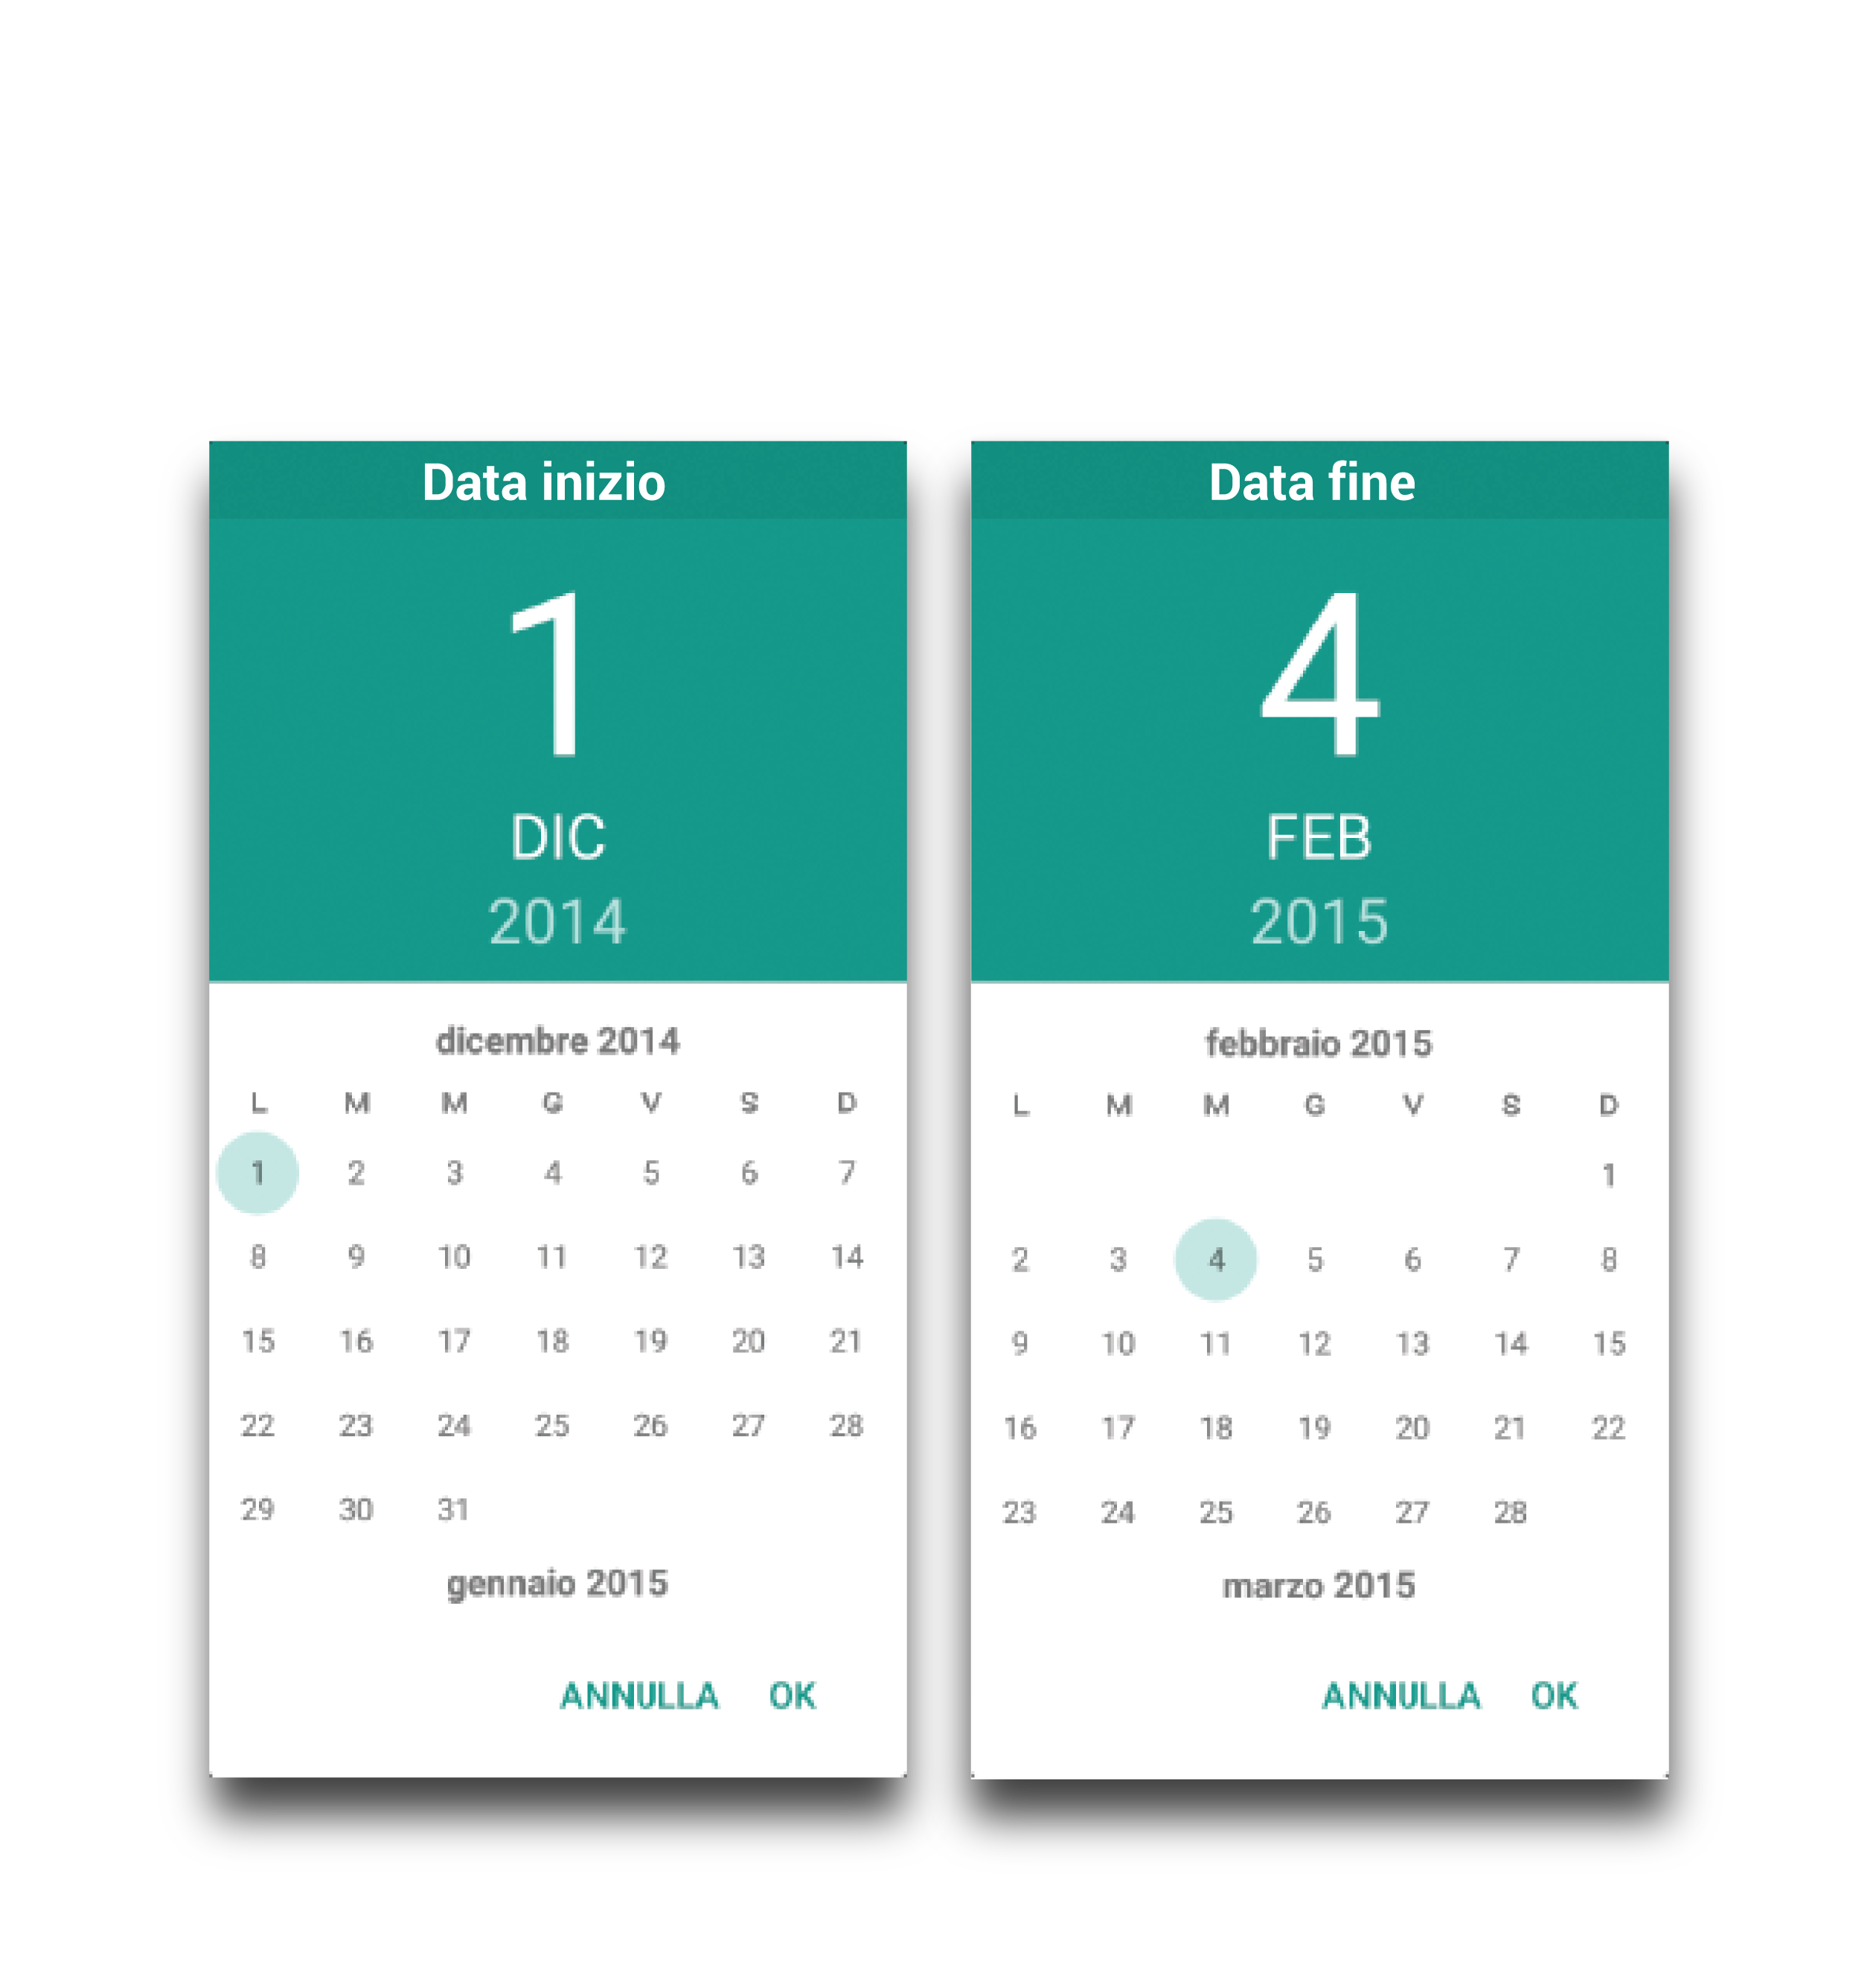 Data inizio
1
DIC
2014
dicembre 2014
L M M G V S D
1 2 3 4 5 6 7
8 9 10 11 12 13 14
15 16 17 18 19 20 21
22 23 24 25 26 27 28
29 30 31
gennaio 2015
ANNULLA OK
Data fine
4
FEB
2015
febbraio 2015
L M M G V S D
1
2 3 4 5 6 7 8
9 10 11 12 13 14 15
16 17 18 19 20 21 22
23 24 25 26 27 28
marzo 2015
ANNULLA OK